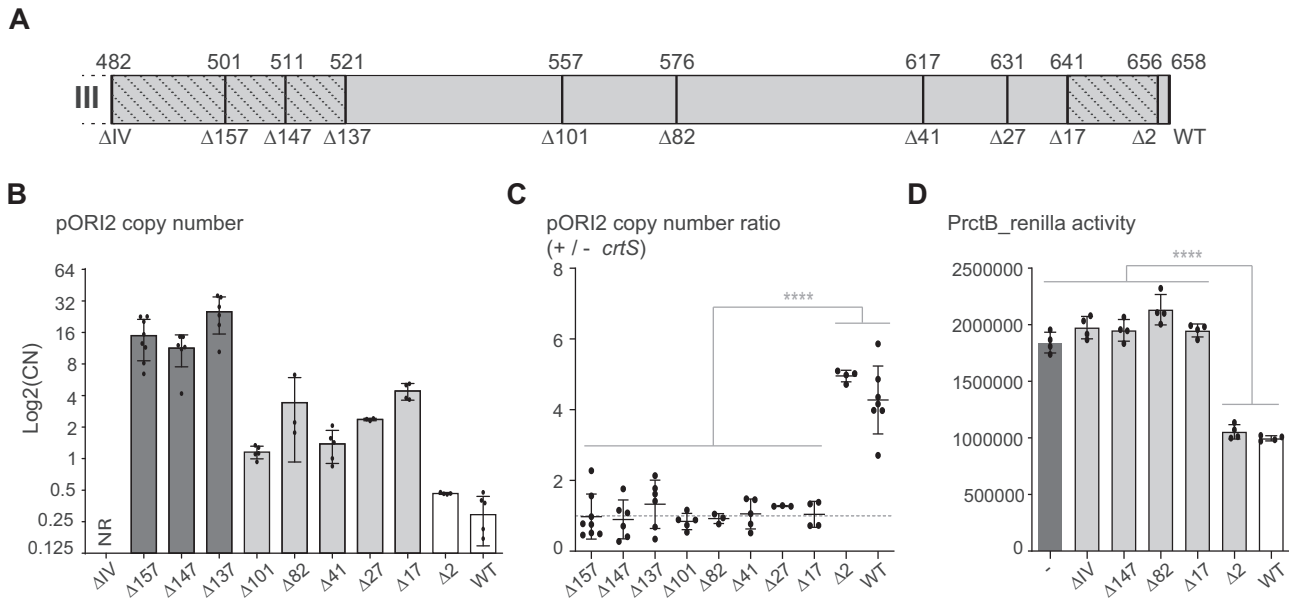 A
482 501 511 521 557 576 617 631 641 656 658
III
ΔIV Δ157 Δ147 Δ137 Δ101 Δ82 Δ41 Δ27 Δ17 Δ2 WT
B
pORI2 copy number
Log2(CN)
64
32
16
8
4
2
1
0.5
0.25
0.125
NR
ΔIV Δ157 Δ147 Δ137 Δ101 Δ82 Δ41 Δ27 Δ17 Δ2 WT
C
pORI2 copy number ratio
(+ / - crtS)
8
6
4
2
0
****
Δ157 Δ147 Δ137 Δ101 Δ82 Δ41 Δ27 Δ17 Δ2 WT
D
PrctB_renilla activity
2500000
2000000
1500000
1000000
500000
0
****
- ΔIV Δ147 Δ82 Δ17 Δ2 WT